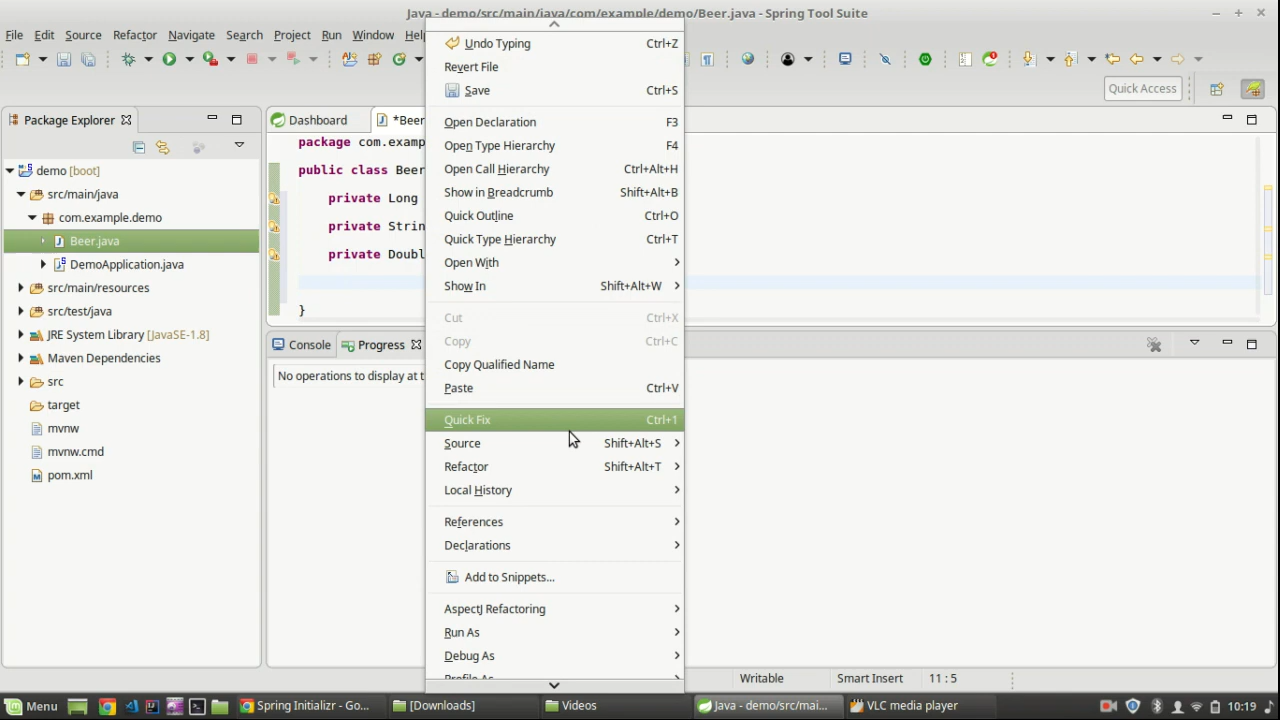 Java - demo/src/main/java/com/example/demo/Beer.java - Spring Tool Suite
File Edit Source Refactor Navigate Search Project Run Window Help
Quick Access
Package Explorer
demo [boot]
src/main/java
com.example.demo
Beer.java
DemoApplication.java
src/main/resources
src/test/java
JRE System Library [JavaSE-1.8]
Maven Dependencies
src
target
mvnw
mvnw.cmd
pom.xml
Dashboard
*Beer
package com.examp
public class Beer
private Long
private Strin
private Doubl
}
Console
Progress
No operations to display at t
Undo Typing Ctrl+Z
Revert File
Save Ctrl+S
Open Declaration F3
Open Type Hierarchy F4
Open Call Hierarchy Ctrl+Alt+H
Show in Breadcrumb Shift+Alt+B
Quick Outline Ctrl+O
Quick Type Hierarchy Ctrl+T
Open With
Show In Shift+Alt+W
Cut Ctrl+X
Copy Ctrl+C
Copy Qualified Name
Paste Ctrl+V
Quick Fix Ctrl+1
Source Shift+Alt+S
Refactor Shift+Alt+T
Local History
References
Declarations
Add to Snippets...
AspectJ Refactoring
Run As
Debug As
Profile As
Writable Smart Insert 11 : 5
Menu Spring Initializr - Go... [Downloads] Videos Java - demo/src/mai... VLC media player 10:19